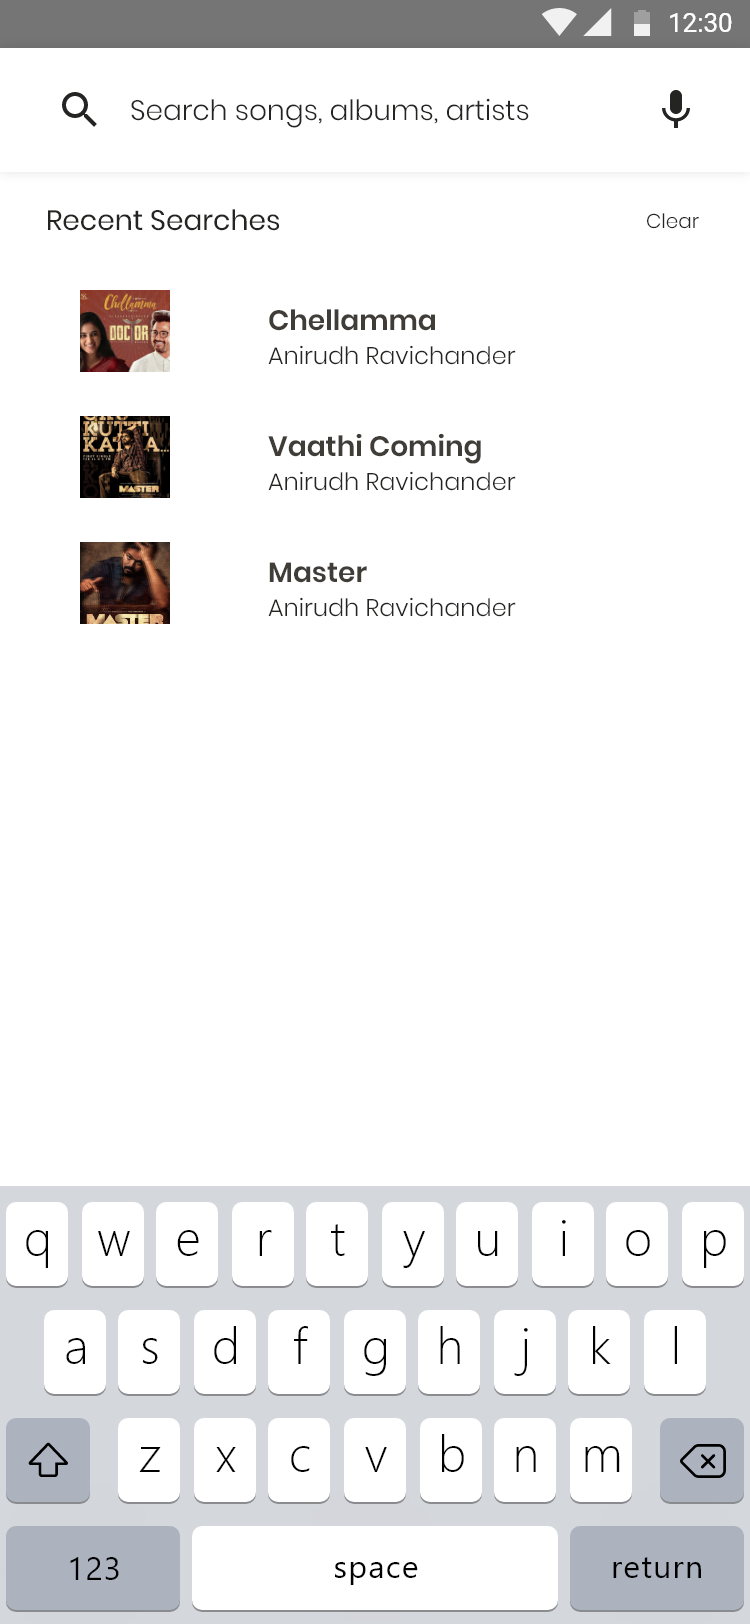 12:30
Search songs, albums, artists
Recent Searches
Clear
Chellamma
DOCTOR
Chellamma
Anirudh Ravichander
KUTTI
MASTER
Vaathi Coming
Anirudh Ravichander
MASTER
Master
Anirudh Ravichander
q w e r t y u i o p
a s d f g h j k l
z x c v b n m
123 space return